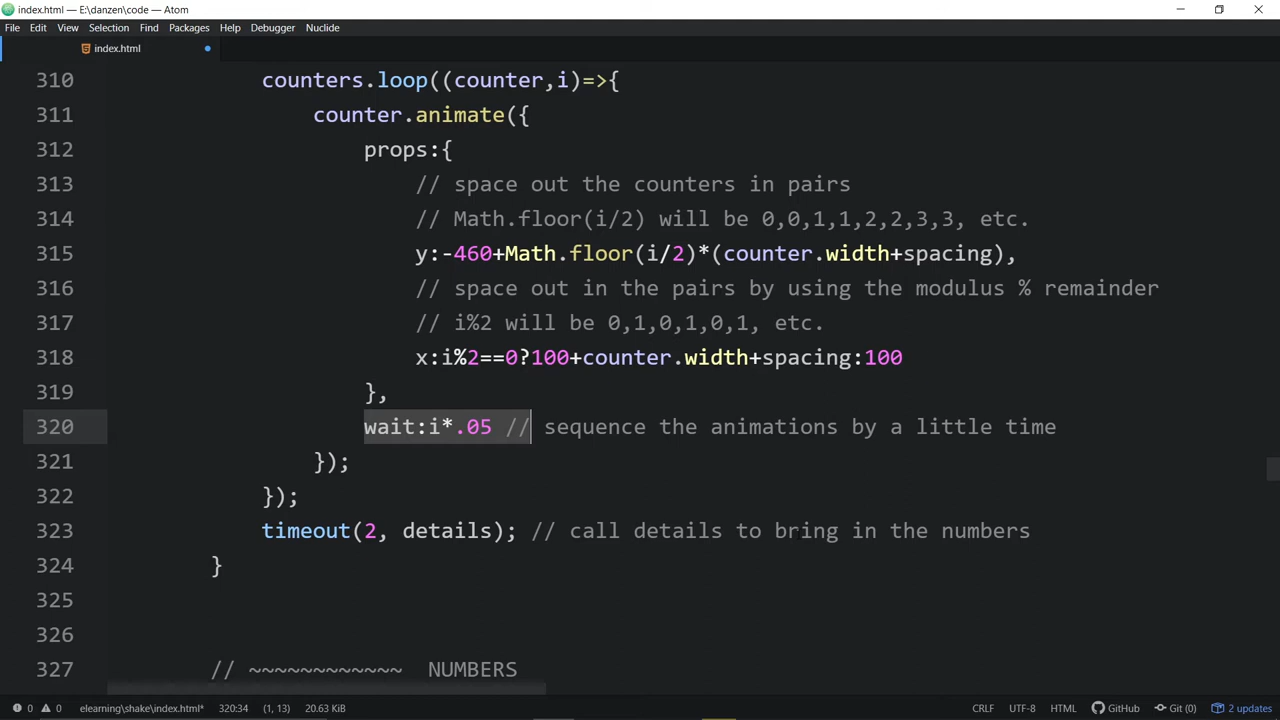 index.html — E:\danzen\code — Atom
File Edit View Selection Find Packages Help Debugger Nuclide
index.html
310 counters.loop((counter,i)=>{
311 counter.animate({
312 props:{
313 // space out the counters in pairs
314 // Math.floor(i/2) will be 0,0,1,1,2,2,3,3, etc.
315 y:-460+Math.floor(i/2)*(counter.width+spacing),
316 // space out in the pairs by using the modulus % remainder
317 // i%2 will be 0,1,0,1,0,1, etc.
318 x:i%2==0?100+counter.width+spacing:100
319 },
320 wait:i*.05 // sequence the animations by a little time
321 });
322 });
323 timeout(2, details); // call details to bring in the numbers
324 }
325
326
327 // ~~~~~~~~~~~~ NUMBERS
0 0 elearning\shake\index.html* 320:34 (1, 13) 20.63 KiB CRLF UTF-8 HTML GitHub Git (0) 2 updates